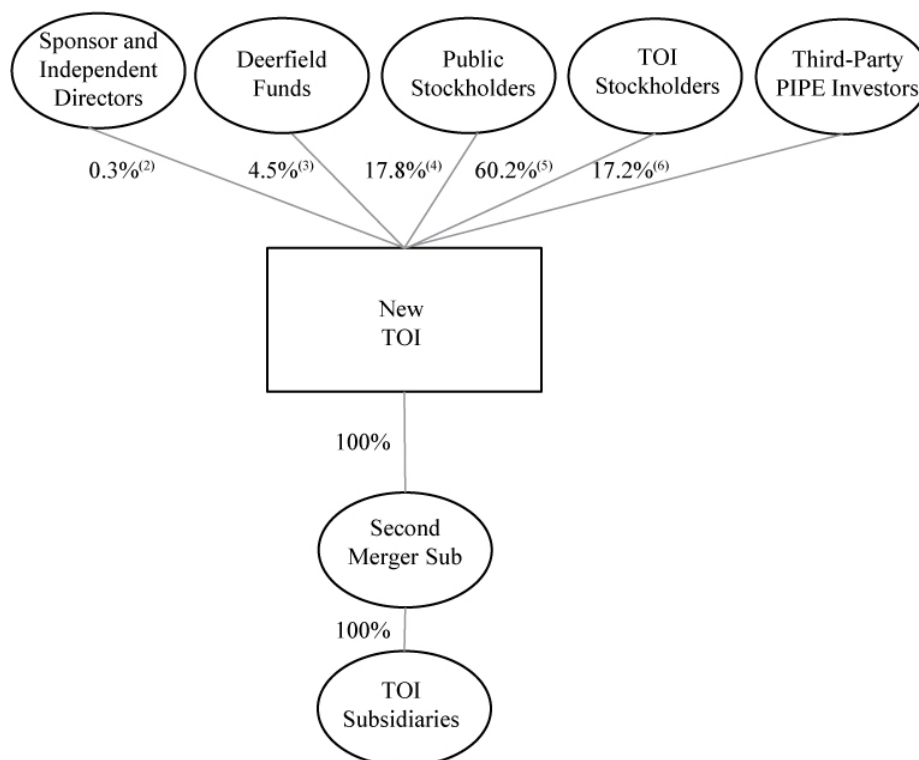 Sponsor and
Independent
Directors
Deerfield
Funds
Public
Stockholders
TOI
Stockholders
Third-Party
PIPE Investors
0.3%(2)
4.5%(3)
17.8%(4)
60.2%(5)
17.2%(6)
New
TOI
100%
Second
Merger Sub
100%
TOI
Subsidiaries